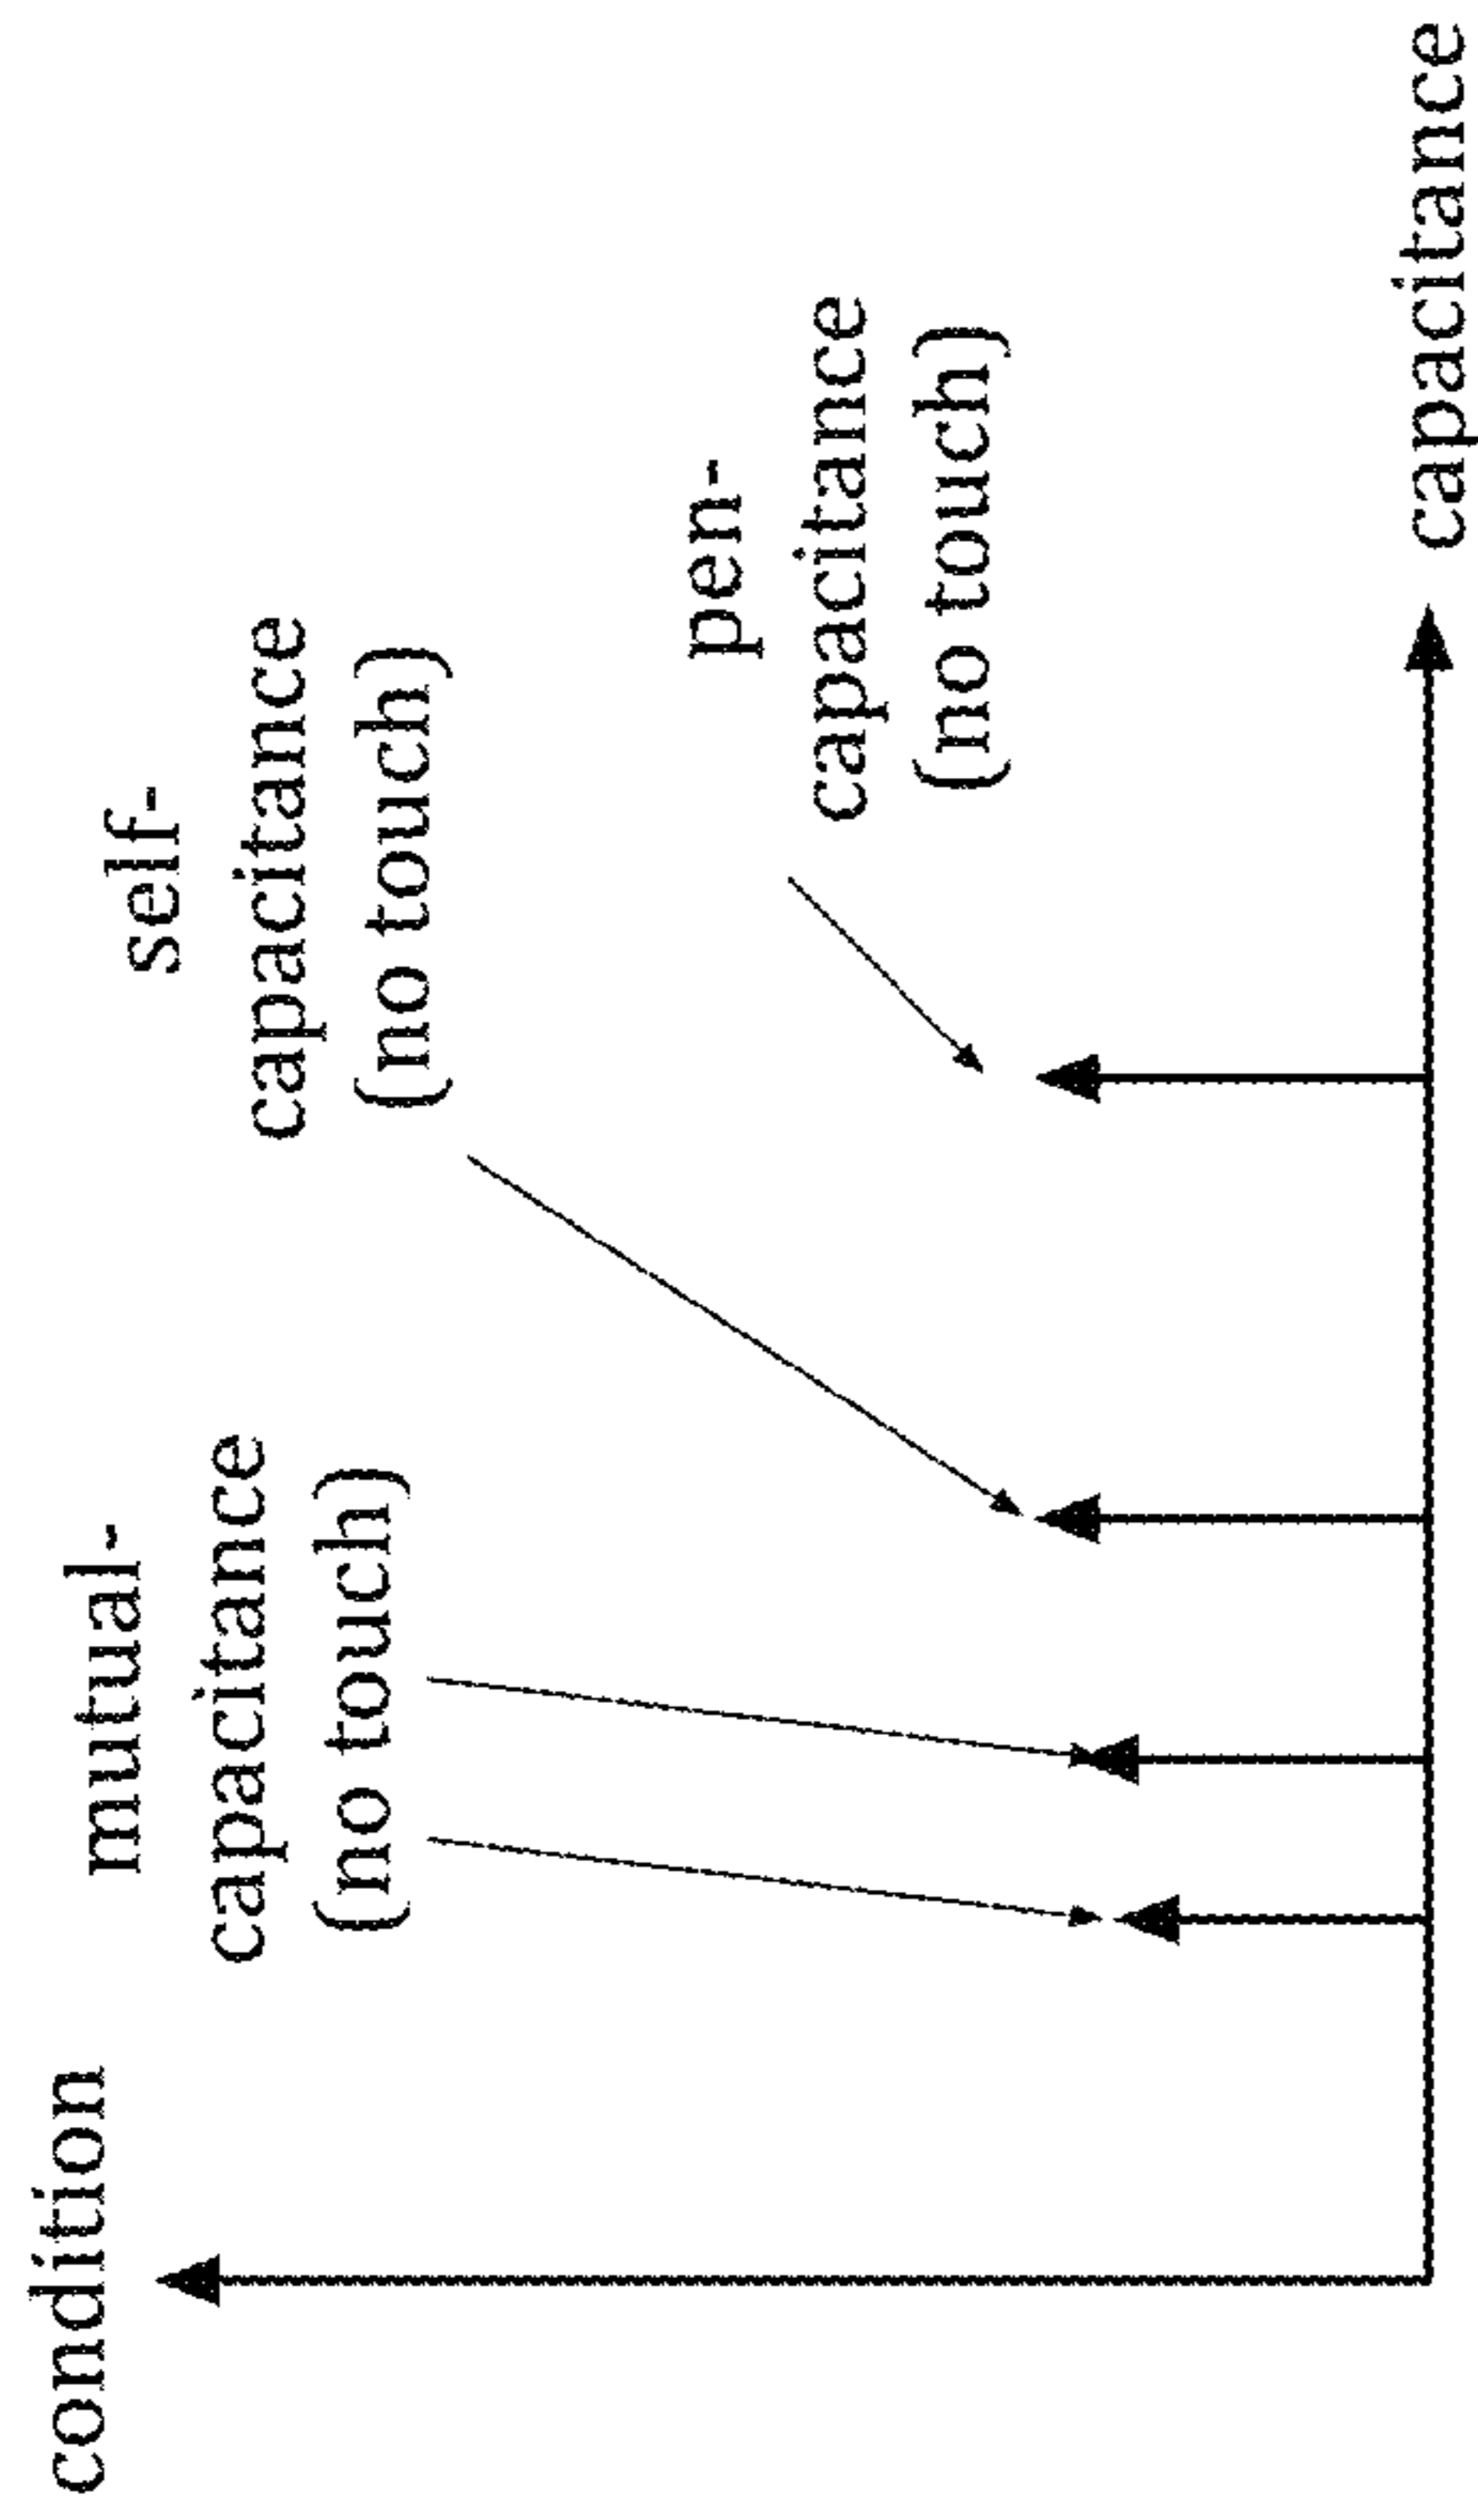 condition
mutual-
capacitance
(no touch)
self-
capacitance
(no touch)
pen-
capacitance
(no touch)
capacitance